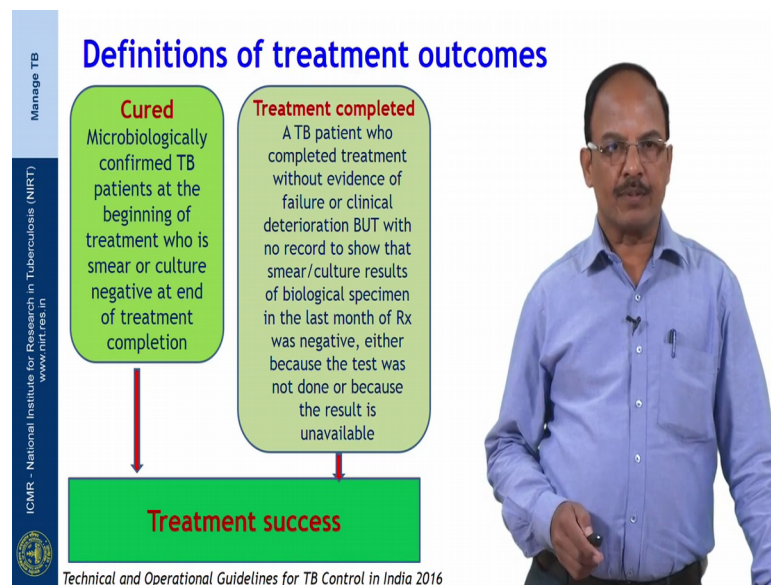 Manage TB
ICMR - National Institute for Research in Tuberculosis (NIRT)
www.nirt.res.in
Definitions of treatment outcomes
Cured
Microbiologically
confirmed TB
patients at the
beginning of
treatment who is
smear or culture
negative at end
of treatment
completion
Treatment completed
A TB patient who
completed treatment
without evidence of
failure or clinical
deterioration BUT with
no record to show that
smear/culture results
of biological specimen
in the last month of Rx
was negative, either
because the test was
not done or because
the result is
unavailable
Treatment success
Technical and Operational Guidelines for TB Control in India 2016